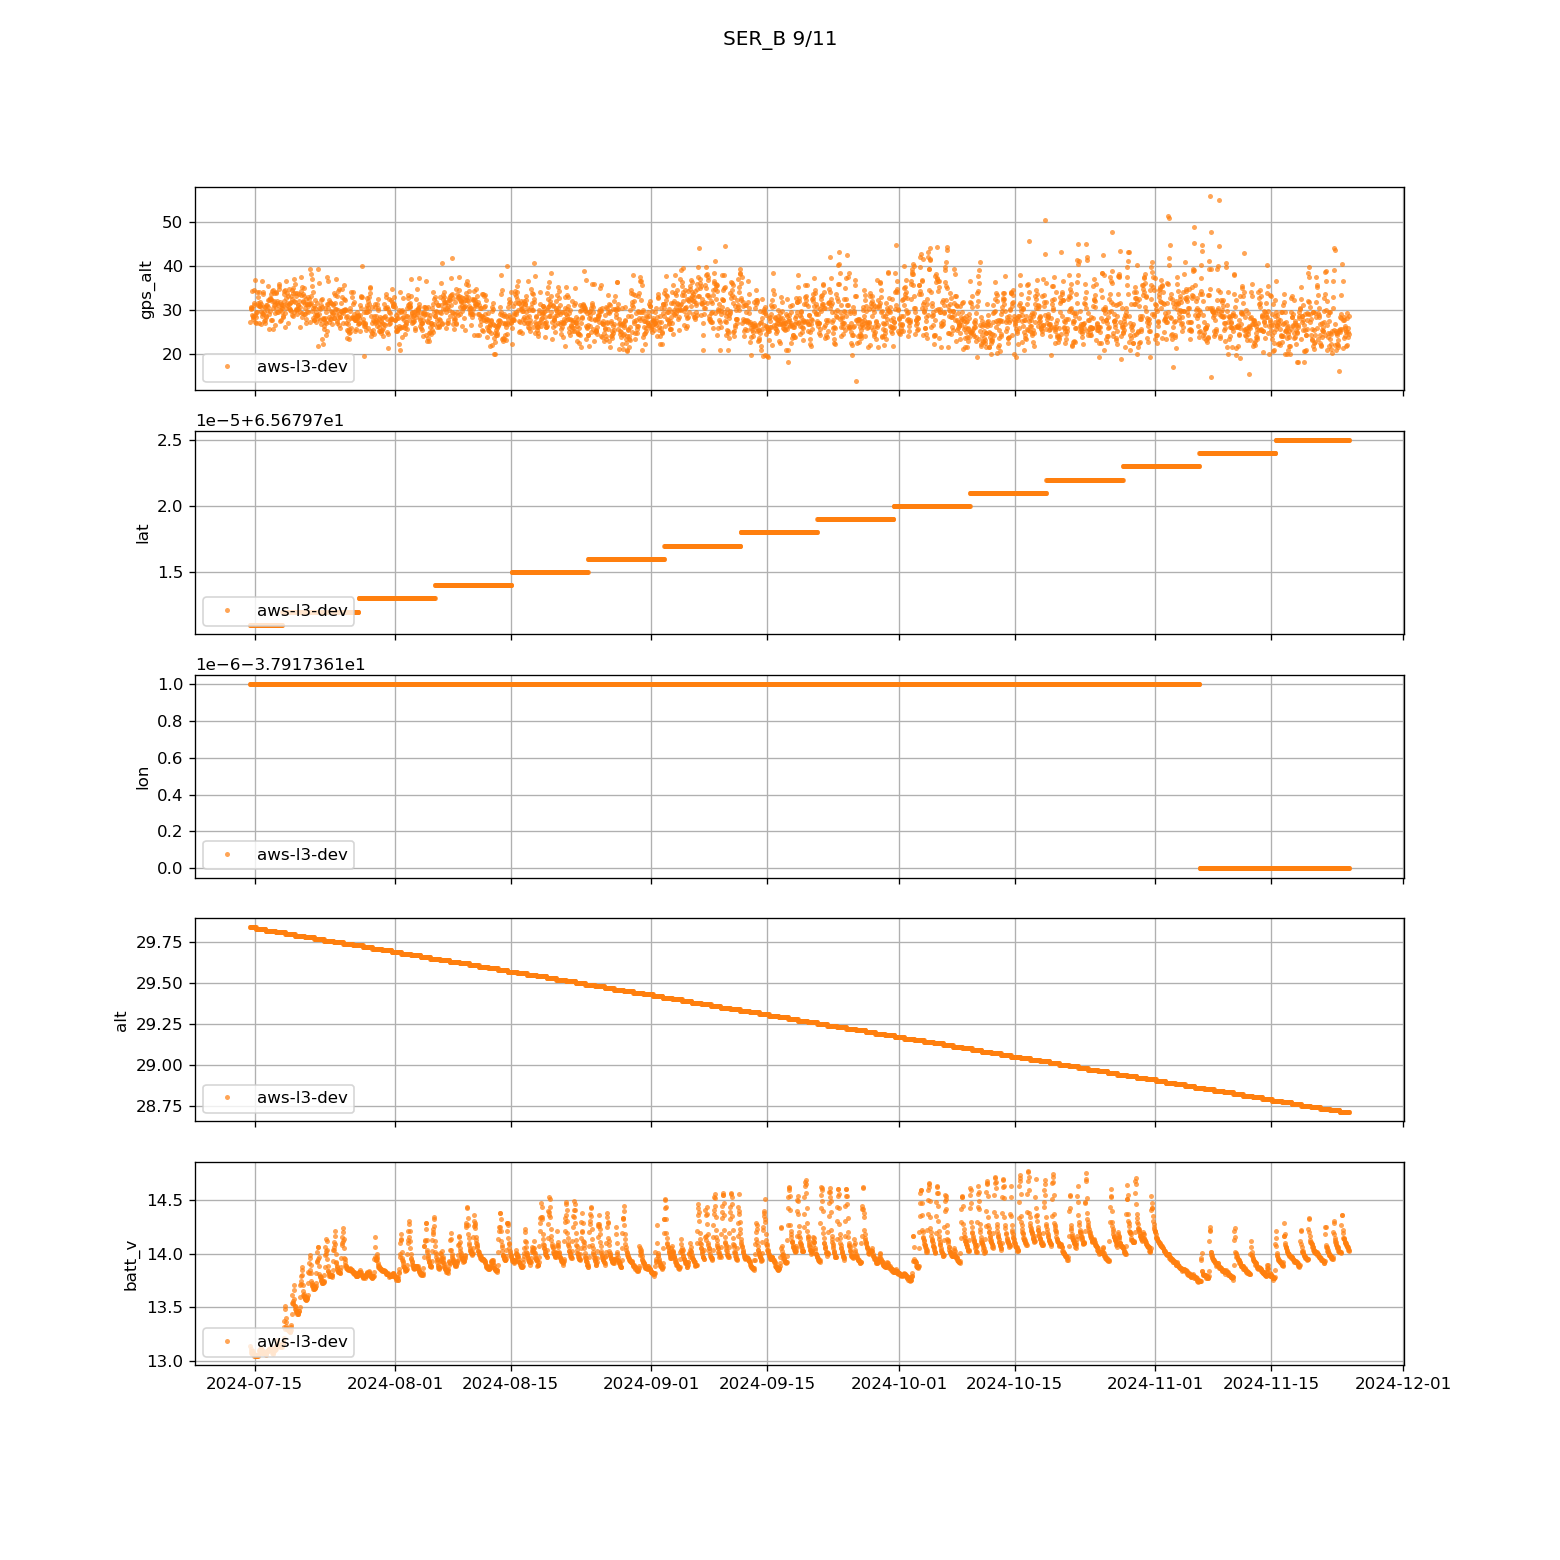 SER_B 9/11
50
40
30
20
gps_alt
aws-l3-dev
1e−5+6.56797e1
2.5
2.0
1.5
lat
aws-l3-dev
1e−6−3.7917361e1
1.0
0.8
0.6
0.4
0.2
0.0
lon
aws-l3-dev
29.75
29.50
29.25
29.00
28.75
alt
aws-l3-dev
14.5
14.0
13.5
13.0
batt_v
aws-l3-dev
2024-07-15 2024-08-01 2024-08-15 2024-09-01 2024-09-15 2024-10-01 2024-10-15 2024-11-01 2024-11-15 2024-12-01